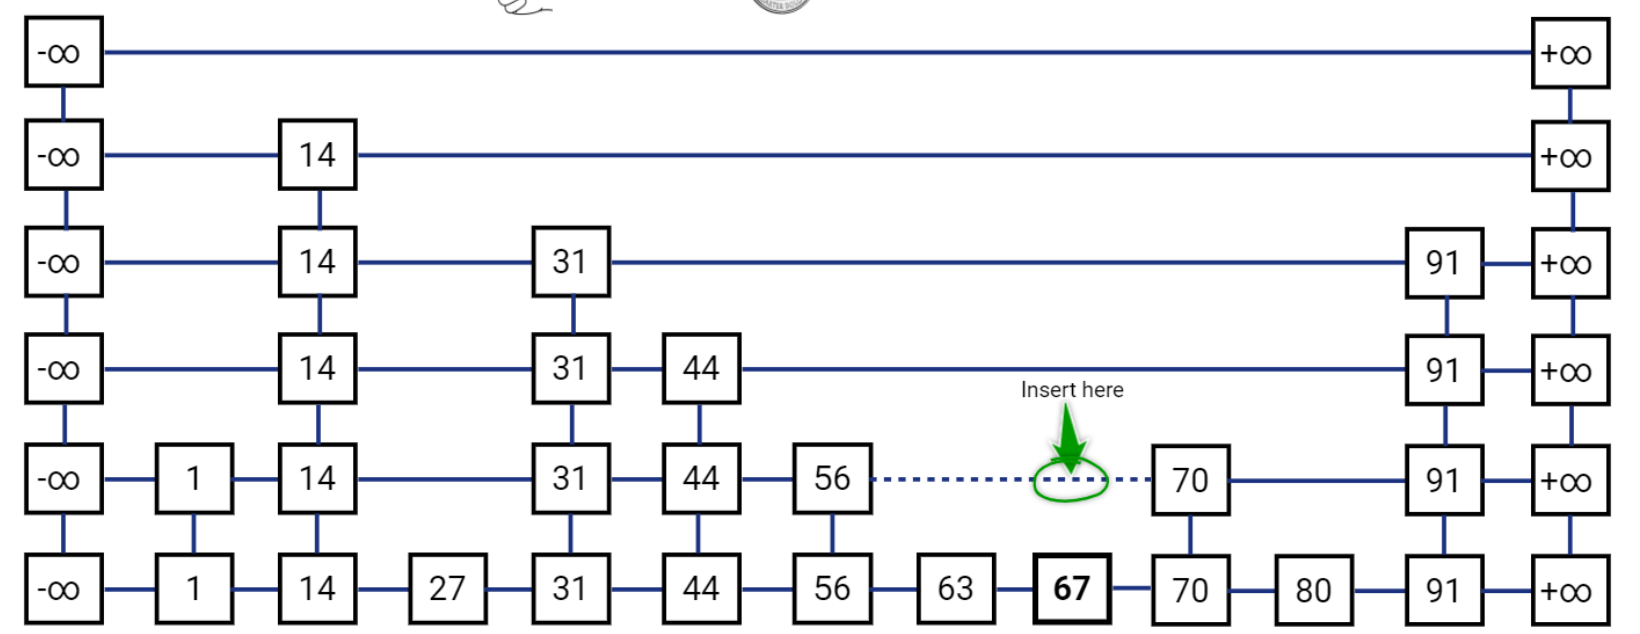 -∞ +∞
-∞ 14 +∞
-∞ 14 31 91 +∞
-∞ 14 31 44 91 +∞
Insert here
-∞ 1 14 31 44 56 70 91 +∞
-∞ 1 14 27 31 44 56 63 67 70 80 91 +∞